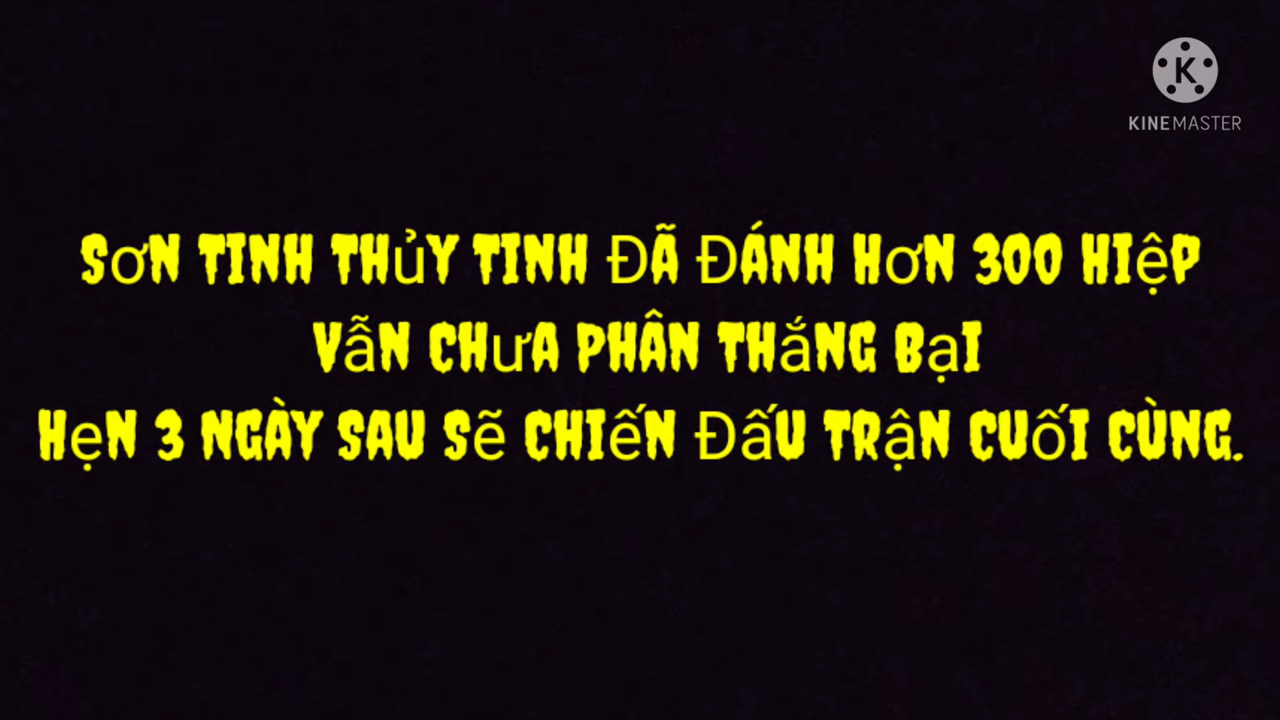 KINEMASTER
Sơn Tinh Thủy Tinh Đã Đánh Hơn 300 Hiệp
Vẫn Chưa Phân Thắng Bại
Hẹn 3 Ngày Sau Sẽ Chiến Đấu Trận Cuối Cùng.